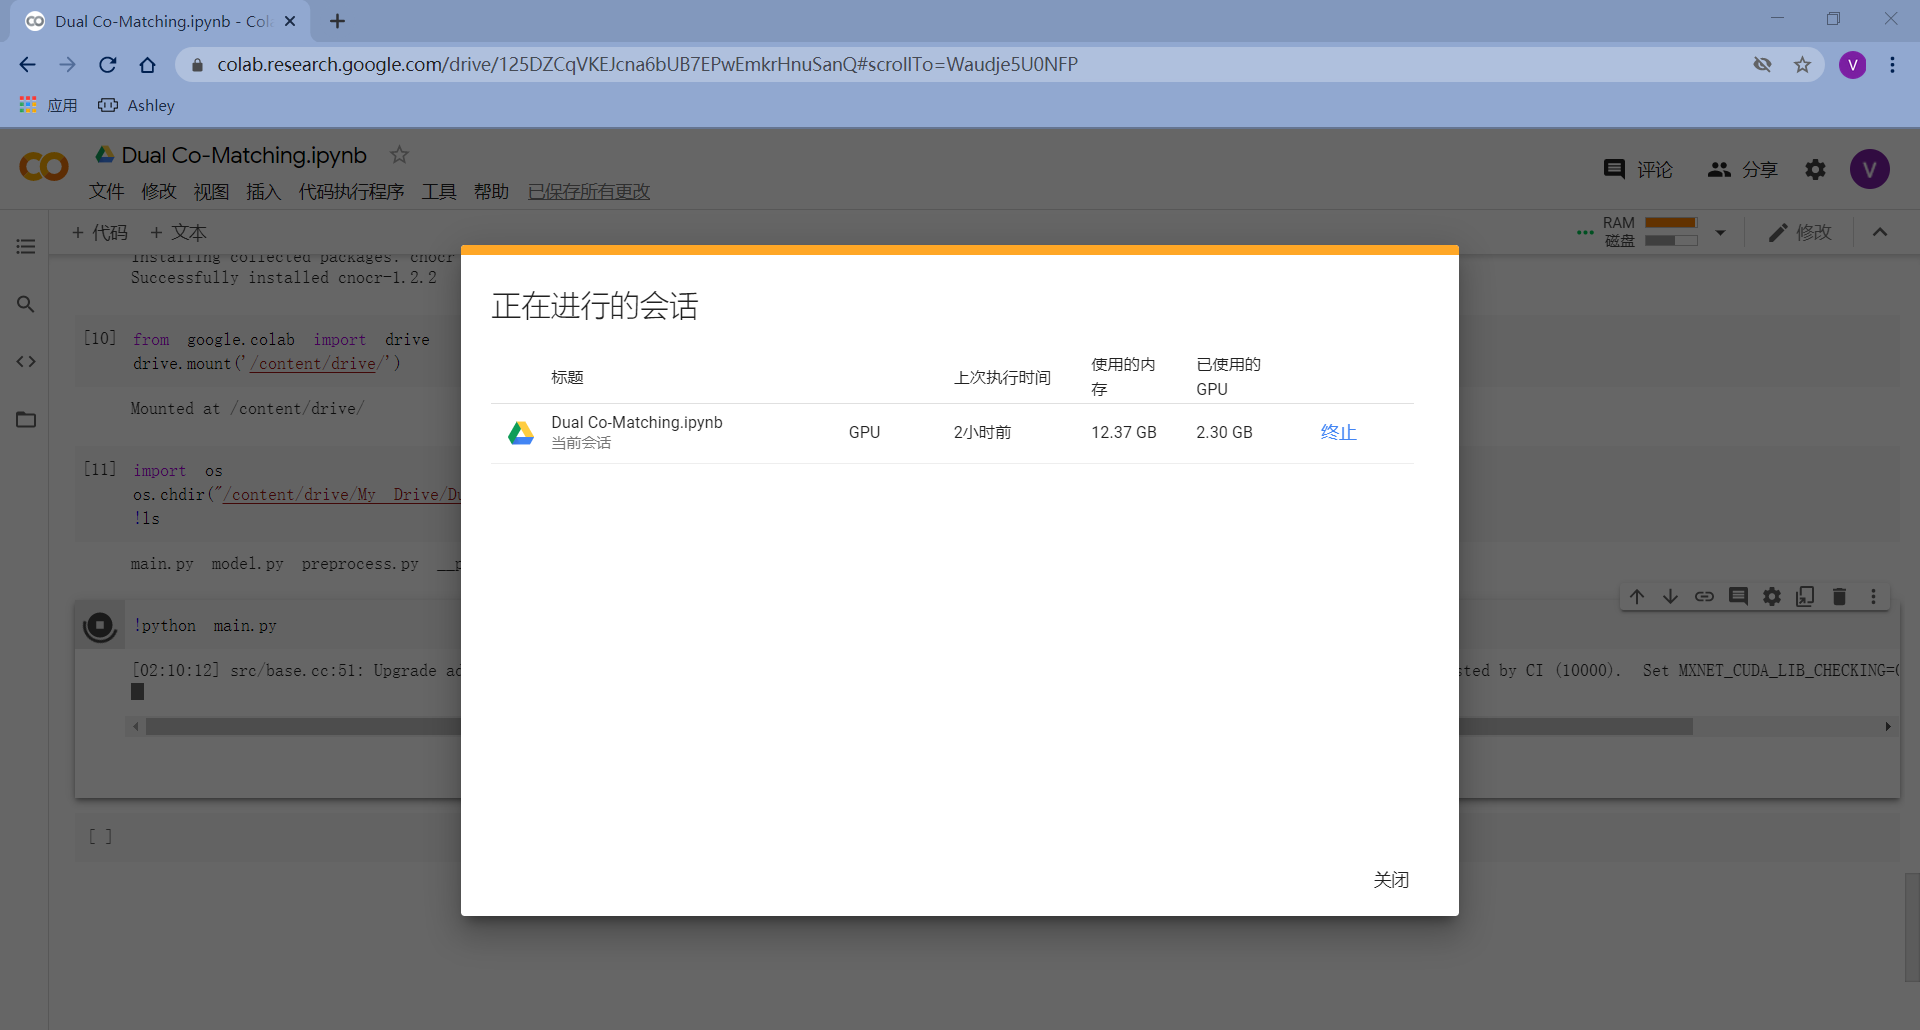 Dual Co-Matching.ipynb - Col
colab.research.google.com/drive/125DZCqVKEJcna6bUB7EPwEmkrHnuSanQ#scrollTo=Waudje5U0NFP
V
应用 Ashley
Dual Co-Matching.ipynb
评论 分享 V
文件 修改 视图 插入 代码执行程序 工具 帮助 已保存所有更改
+ 代码 + 文本
RAM
磁盘
修改
Installing collected packages: cnocr
Successfully installed cnocr-1.2.2
[10] from google.colab import drive
drive.mount('/content/drive/')
Mounted at /content/drive/
[11] import os
os.chdir("/content/drive/My Drive/Du
!ls
main.py model.py preprocess.py __p
!python main.py
[02:10:12] src/base.cc:51: Upgrade ad
sted by CI (10000). Set MXNET_CUDA_LIB_CHECKING=0
[ ]
正在进行的会话
标题 上次执行时间 使用的内存 已使用的GPU
Dual Co-Matching.ipynb
当前会话
GPU 2小时前 12.37 GB 2.30 GB 终止
关闭